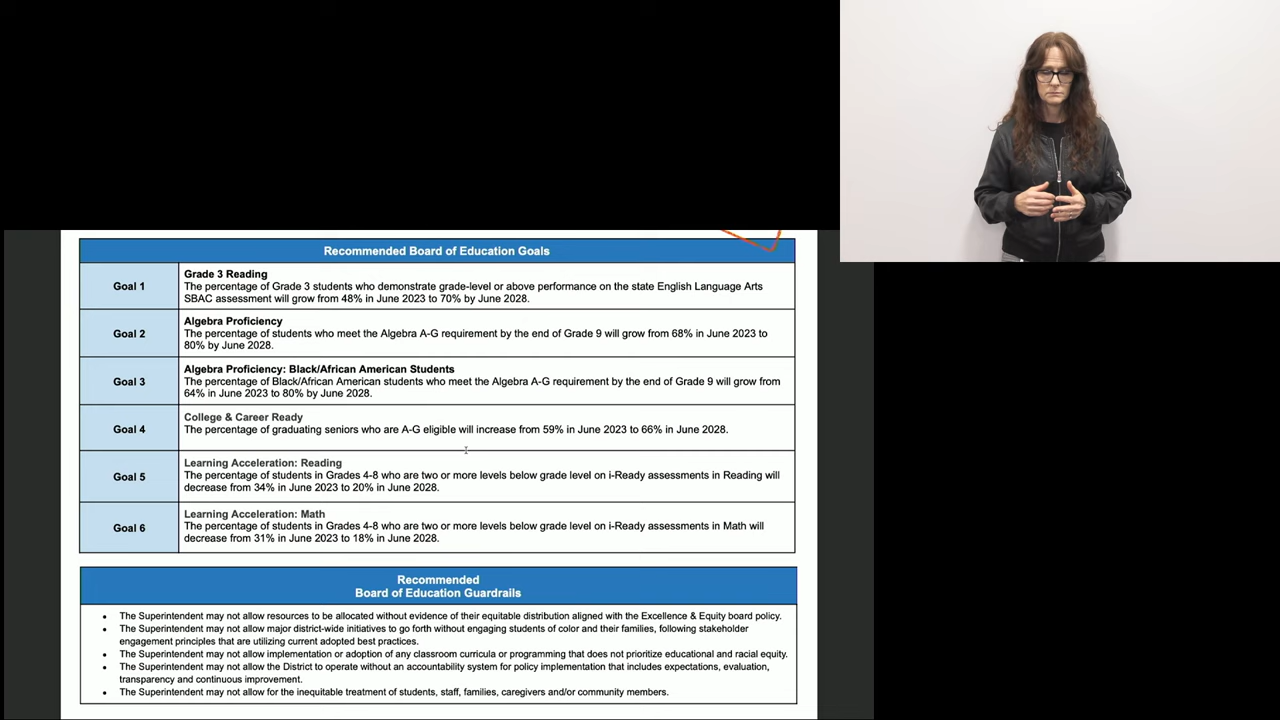 Recommended Board of Education Goals
Goal 1
Grade 3 Reading
The percentage of Grade 3 students who demonstrate grade-level or above performance on the state English Language Arts
SBAC assessment will grow from 48% in June 2023 to 70% by June 2028.
Goal 2
Algebra Proficiency
The percentage of students who meet the Algebra A-G requirement by the end of Grade 9 will grow from 68% in June 2023 to
80% by June 2028.
Goal 3
Algebra Proficiency: Black/African American Students
The percentage of Black/African American students who meet the Algebra A-G requirement by the end of Grade 9 will grow from
64% in June 2023 to 80% by June 2028.
Goal 4
College & Career Ready
The percentage of graduating seniors who are A-G eligible will increase from 59% in June 2023 to 66% in June 2028.
Goal 5
Learning Acceleration: Reading
The percentage of students in Grades 4-8 who are two or more levels below grade level on i-Ready assessments in Reading will
decrease from 34% in June 2023 to 20% in June 2028.
Goal 6
Learning Acceleration: Math
The percentage of students in Grades 4-8 who are two or more levels below grade level on i-Ready assessments in Math will
decrease from 31% in June 2023 to 18% in June 2028.
Recommended
Board of Education Guardrails
• The Superintendent may not allow resources to be allocated without evidence of their equitable distribution aligned with the Excellence & Equity board policy.
• The Superintendent may not allow major district-wide initiatives to go forth without engaging students of color and their families, following stakeholder
engagement principles that are utilizing current adopted best practices.
• The Superintendent may not allow implementation or adoption of any classroom curricula or programming that does not prioritize educational and racial equity.
• The Superintendent may not allow the District to operate without an accountability system for policy implementation that includes expectations, evaluation,
transparency and continuous improvement.
• The Superintendent may not allow for the inequitable treatment of students, staff, families, caregivers and/or community members.